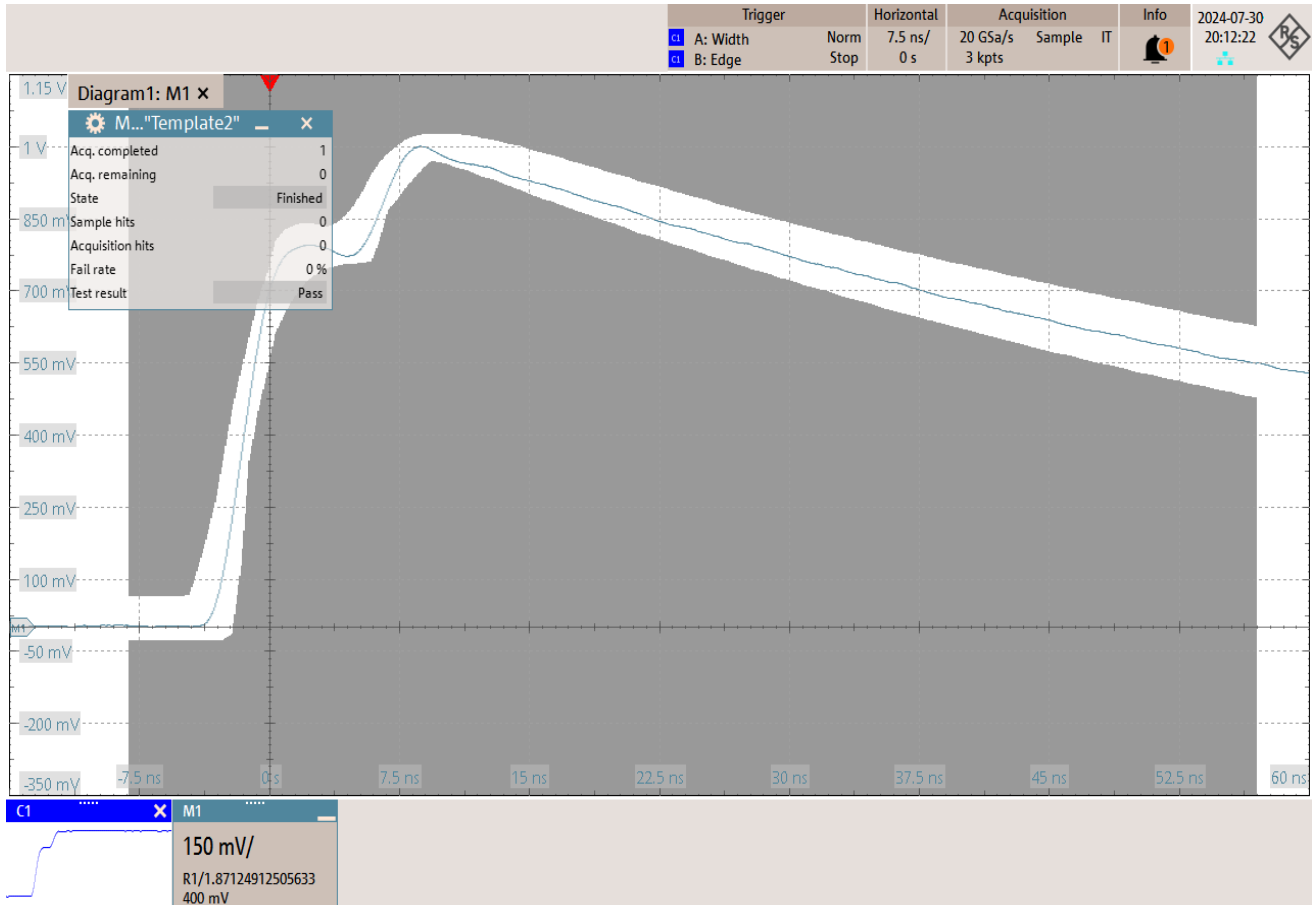 Trigger Horizontal Acquisition Info 2024-07-30
C1 A: Width Norm 7.5 ns/ 20 GSa/s Sample IT 1 20:12:22 R&S
C1 B: Edge Stop 0 s 3 kpts
1.15 V Diagram1: M1 ×
M..."Template2" _ ×
1 V Acq. completed 1
Acq. remaining 0
State Finished
850 m Sample hits 0
Acquisition hits 0
Fail rate 0 %
700 m Test result Pass
550 mV
400 mV
250 mV
100 mV
M1
-50 mV
-200 mV
-350 mV -7.5 ns 0 s 7.5 ns 15 ns 22.5 ns 30 ns 37.5 ns 45 ns 52.5 ns 60 ns
C1 × M1
150 mV/
R1/1.87124912505633
400 mV